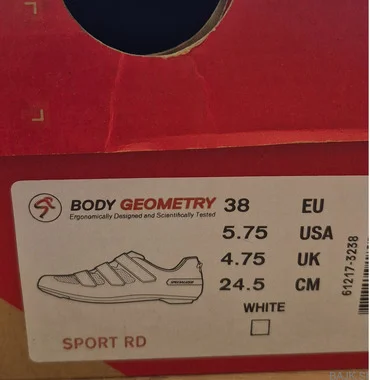 BODY GEOMETRY
Ergonomically Designed and Scientifically Tested
38 EU
5.75 USA
4.75 UK
24.5 CM
WHITE
SPECIALIZED
SPORT RD
61217-3238